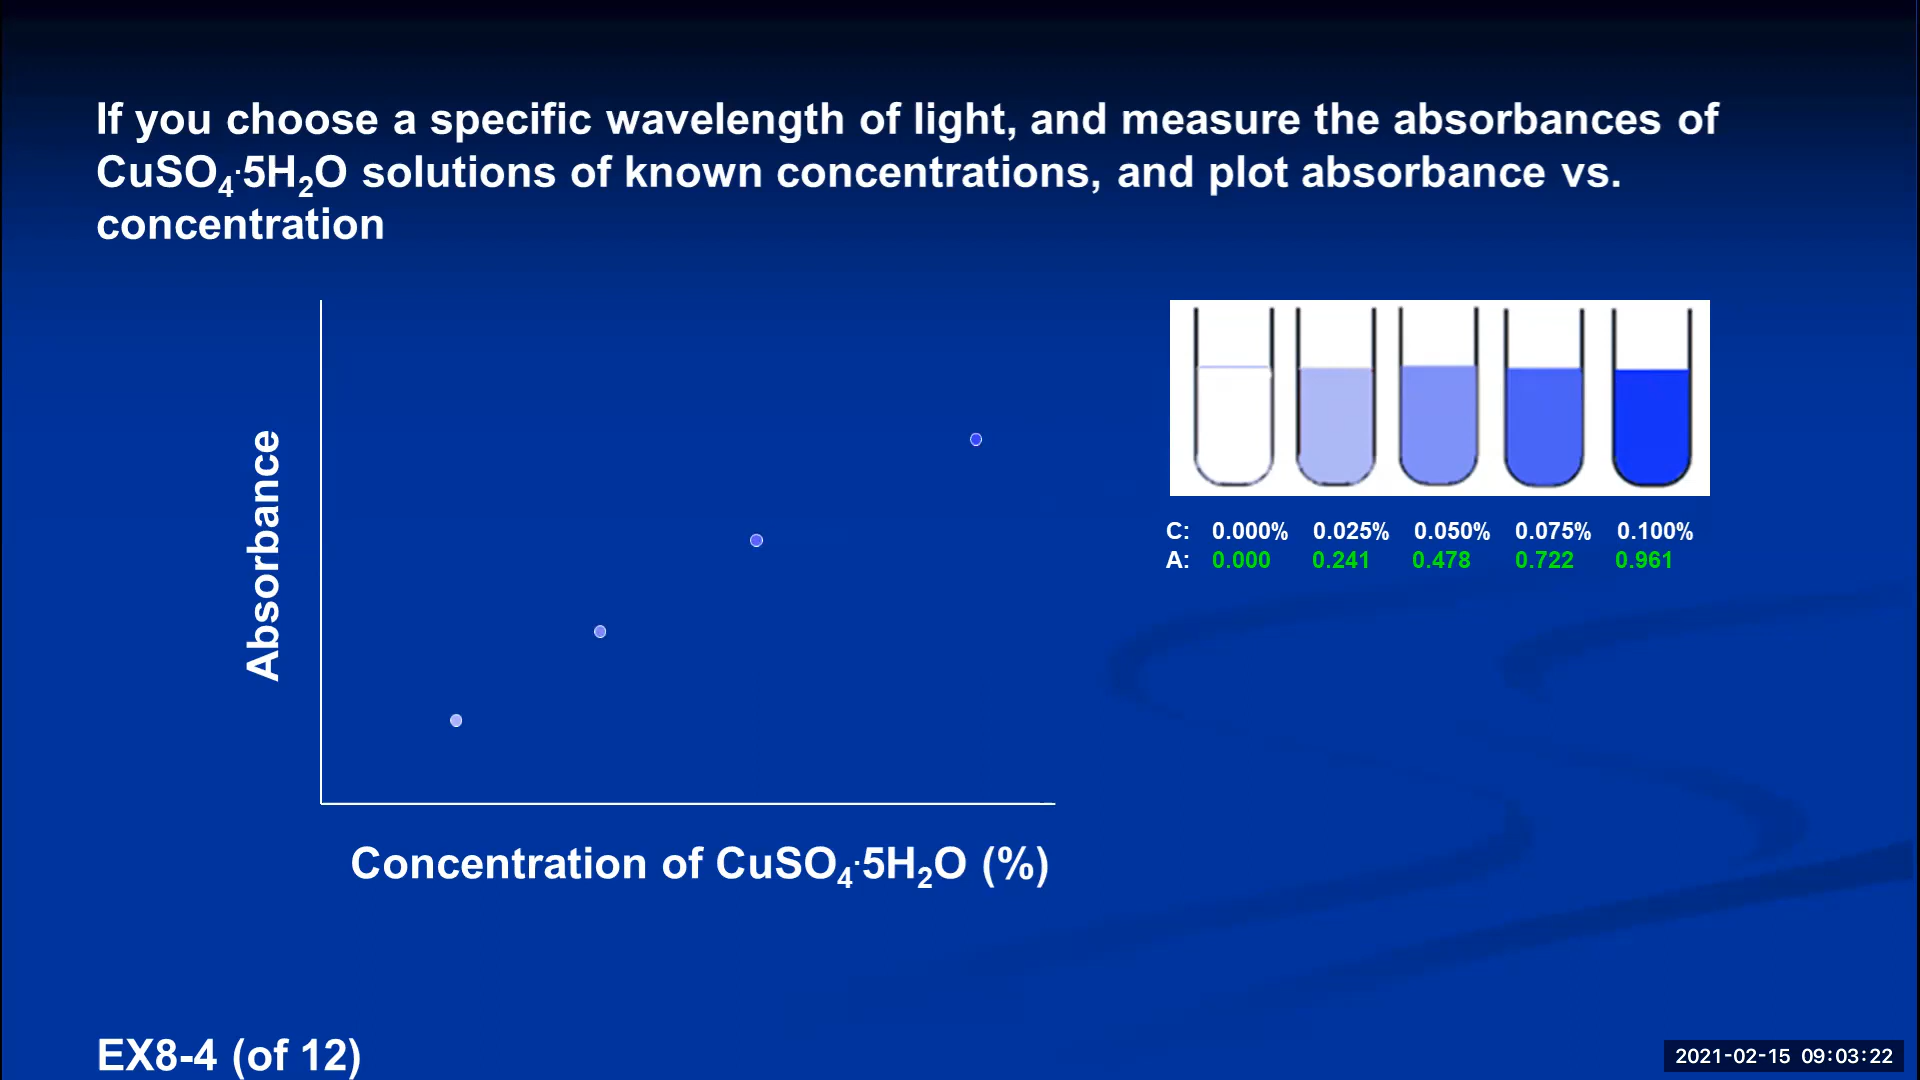 If you choose a specific wavelength of light, and measure the absorbances of
CuSO₄·5H₂O solutions of known concentrations, and plot absorbance vs.
concentration
Absorbance
Concentration of CuSO₄·5H₂O (%)
C: 0.000% 0.025% 0.050% 0.075% 0.100%
A: 0.000 0.241 0.478 0.722 0.961
EX8-4 (of 12)
2021-02-15 09:03:22